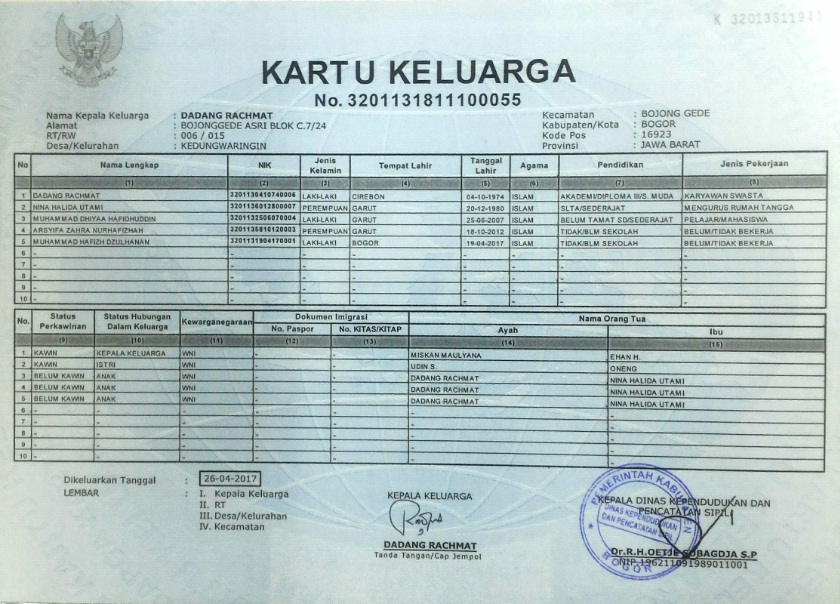 K 32013511941
KARTU KELUARGA
No. 3201131811100055
Nama Kepala Keluarga : DADANG RACHMAT
Alamat : BOJONGGEDE ASRI BLOK C.7/24
RT/RW : 006 / 015
Desa/Kelurahan : KEDUNGWARINGIN
Kecamatan : BOJONG GEDE
Kabupaten/Kota : BOGOR
Kode Pos : 16923
Provinsi : JAWA BARAT
No Nama Lengkap NIK Jenis Kelamin Tempat Lahir Tanggal Lahir Agama Pendidikan Jenis Pekerjaan
(1) (2) (3) (4) (5) (6) (7) (8)
1 DADANG RACHMAT 3201130410740006 LAKI-LAKI CIREBON 04-10-1974 ISLAM AKADEMI/DIPLOMA III/S. MUDA KARYAWAN SWASTA
2 NINA HALIDA UTAMI 3201136012800007 PEREMPUAN GARUT 20-12-1980 ISLAM SLTA/SEDERAJAT MENGURUS RUMAH TANGGA
3 MUHAMMAD DHIYAA HAFIDHUDDIN 3201132506070004 LAKI-LAKI GARUT 25-06-2007 ISLAM BELUM TAMAT SD/SEDERAJAT PELAJAR/MAHASISWA
4 ARSYIFA ZAHRA NURHAFIZHAH 3201135810120003 PEREMPUAN GARUT 18-10-2012 ISLAM TIDAK/BLM SEKOLAH BELUM/TIDAK BEKERJA
5 MUHAMMAD HAFIZH DZULHANAN 3201131904170001 LAKI-LAKI BOGOR 19-04-2017 ISLAM TIDAK/BLM SEKOLAH BELUM/TIDAK BEKERJA
6 - - - - - - - -
7 - - - - - - - -
8 - - - - - - - -
9 - - - - - - - -
10 - - - - - - - -
No. Status Perkawinan Status Hubungan Dalam Keluarga Kewarganegaraan Dokumen Imigrasi Nama Orang Tua
No. Paspor No. KITAS/KITAP Ayah Ibu
(9) (10) (11) (12) (13) (14) (15)
1 KAWIN KEPALA KELUARGA WNI - - MISKAN MAULYANA EHAN H.
2 KAWIN ISTRI WNI - - UDIN S. ONENG
3 BELUM KAWIN ANAK WNI - - DADANG RACHMAT NINA HALIDA UTAMI
4 BELUM KAWIN ANAK WNI - - DADANG RACHMAT NINA HALIDA UTAMI
5 BELUM KAWIN ANAK WNI - - DADANG RACHMAT NINA HALIDA UTAMI
6 - - - - - - -
7 - - - - - - -
8 - - - - - - -
9 - - - - - - -
10 - - - - - - -
Dikeluarkan Tanggal : 26-04-2017
LEMBAR : I. Kepala Keluarga
II. RT
III. Desa/Kelurahan
IV. Kecamatan
KEPALA KELUARGA
DADANG RACHMAT
Tanda Tangan/Cap Jempol
KEPALA DINAS KEPENDUDUKAN DAN
PENCATATAN SIPIL
PEMERINTAH KABUPATEN
DINAS KEPENDUDUKAN
DAN PENCATATAN SIPIL
BOGOR
Dr.R.H.OETJE SUBAGDJA S.P
NIP.196211091989011001